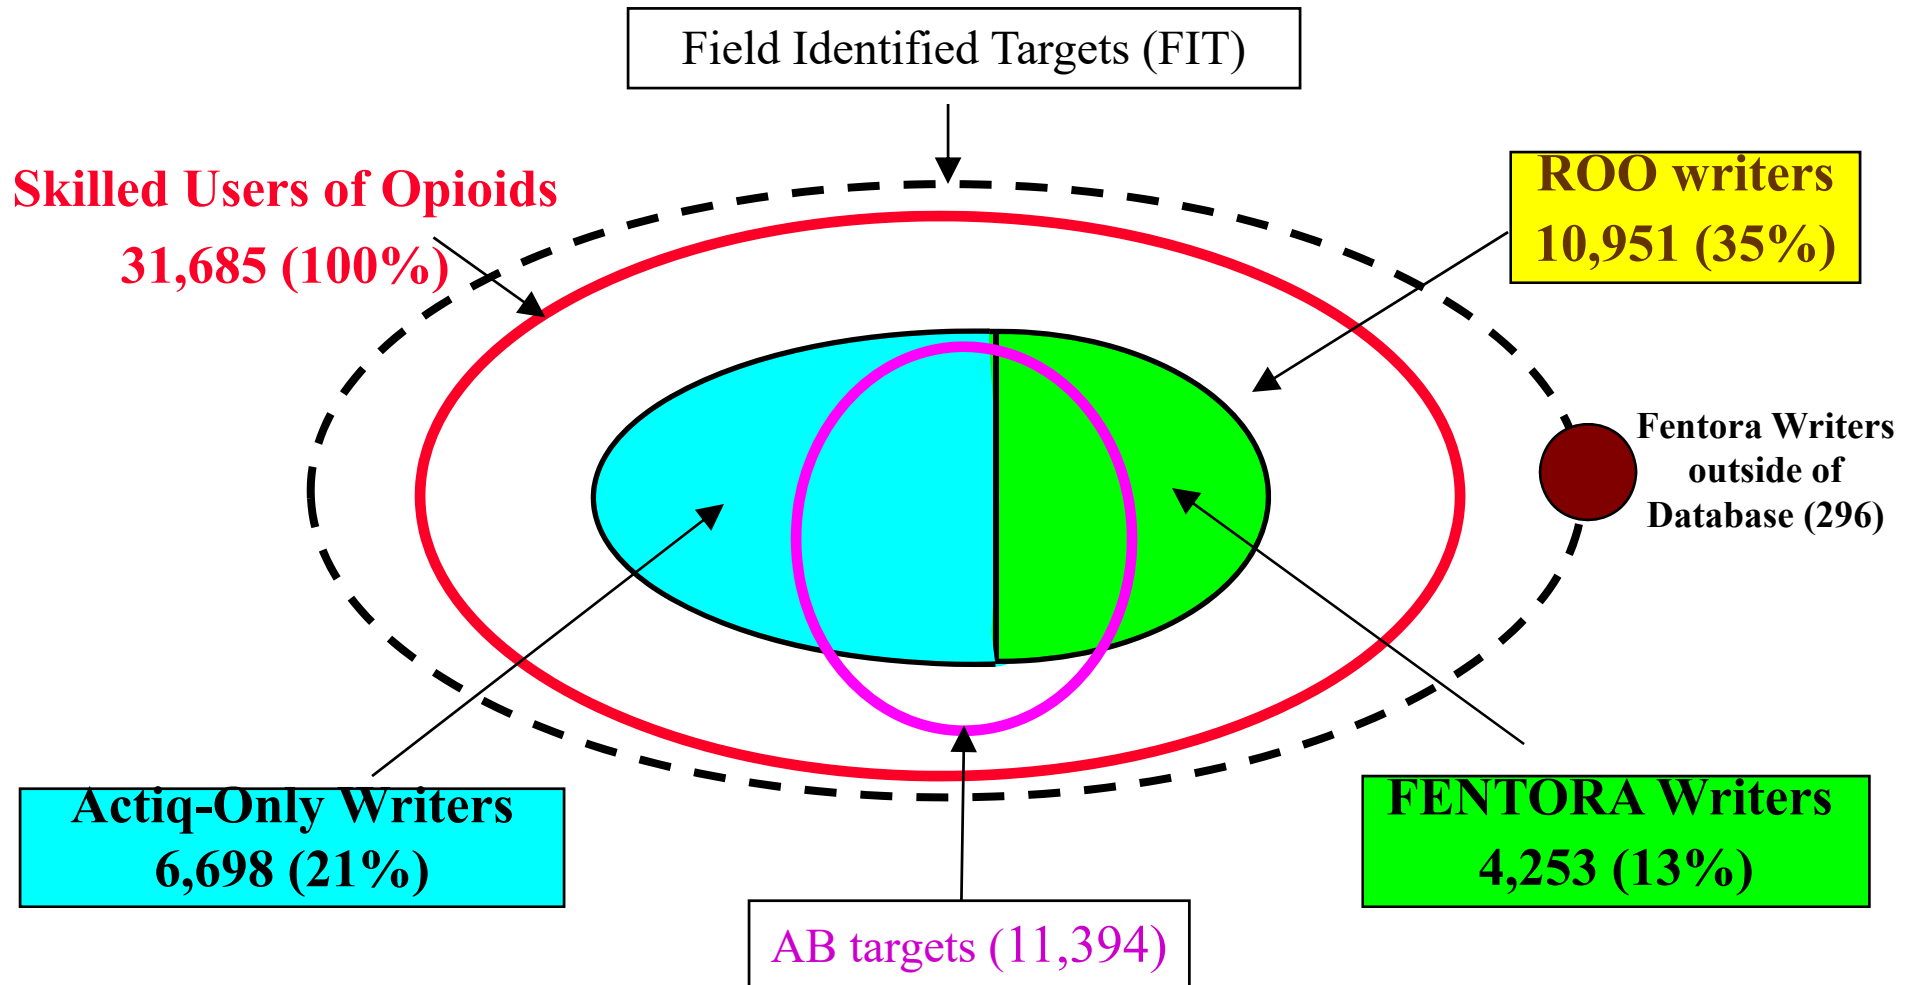 Field Identified Targets (FIT)
Skilled Users of Opioids
31,685 (100%)
ROO writers
10,951 (35%)
Fentora Writers
outside of
Database (296)
Actiq-Only Writers
6,698 (21%)
FENTORA Writers
4,253 (13%)
AB targets (11,394)